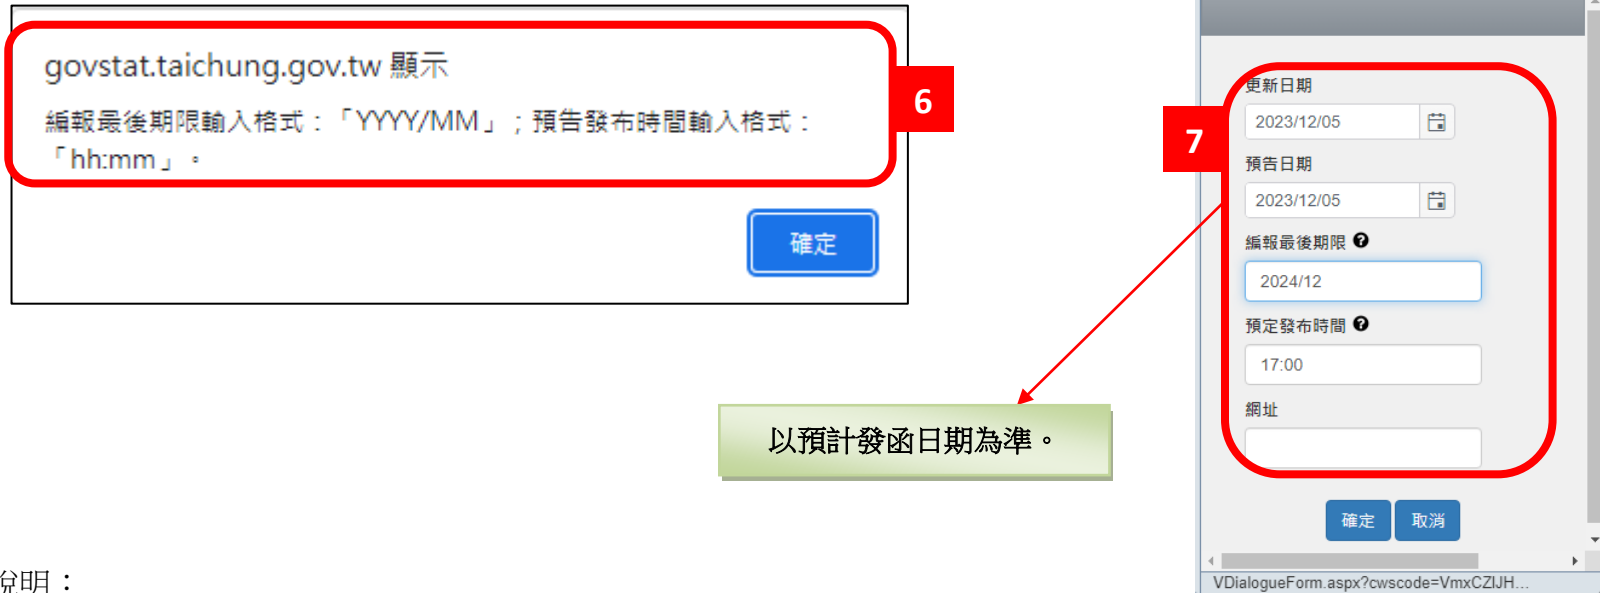 govstat.taichung.gov.tw 顯示
編報最後期限輸入格式：「YYYY/MM」；預告發布時間輸入格式：
「hh:mm」。
6
確定
7
更新日期
2023/12/05
預告日期
2023/12/05
編報最後期限
2024/12
預定發布時間
17:00
網址
以預計發函日期為準。
確定 取消
VDialogueForm.aspx?cwscode=VmxCZIJH...
說明：